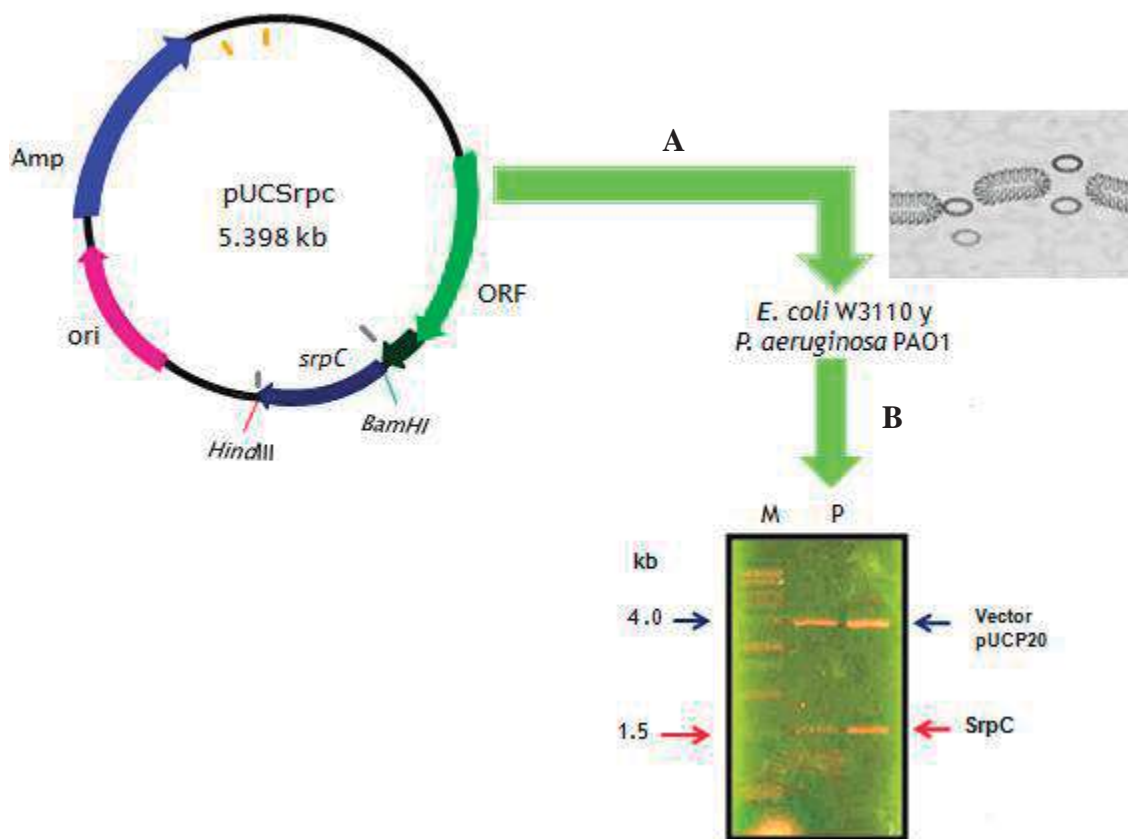 Amp
pUCSrpc
5.398 kb
ori
srpC
ORF
BamHI
HindIII
A
E. coli W3110 y
P. aeruginosa PAO1
B
M P
kb
4.0
Vector
pUCP20
1.5
SrpC